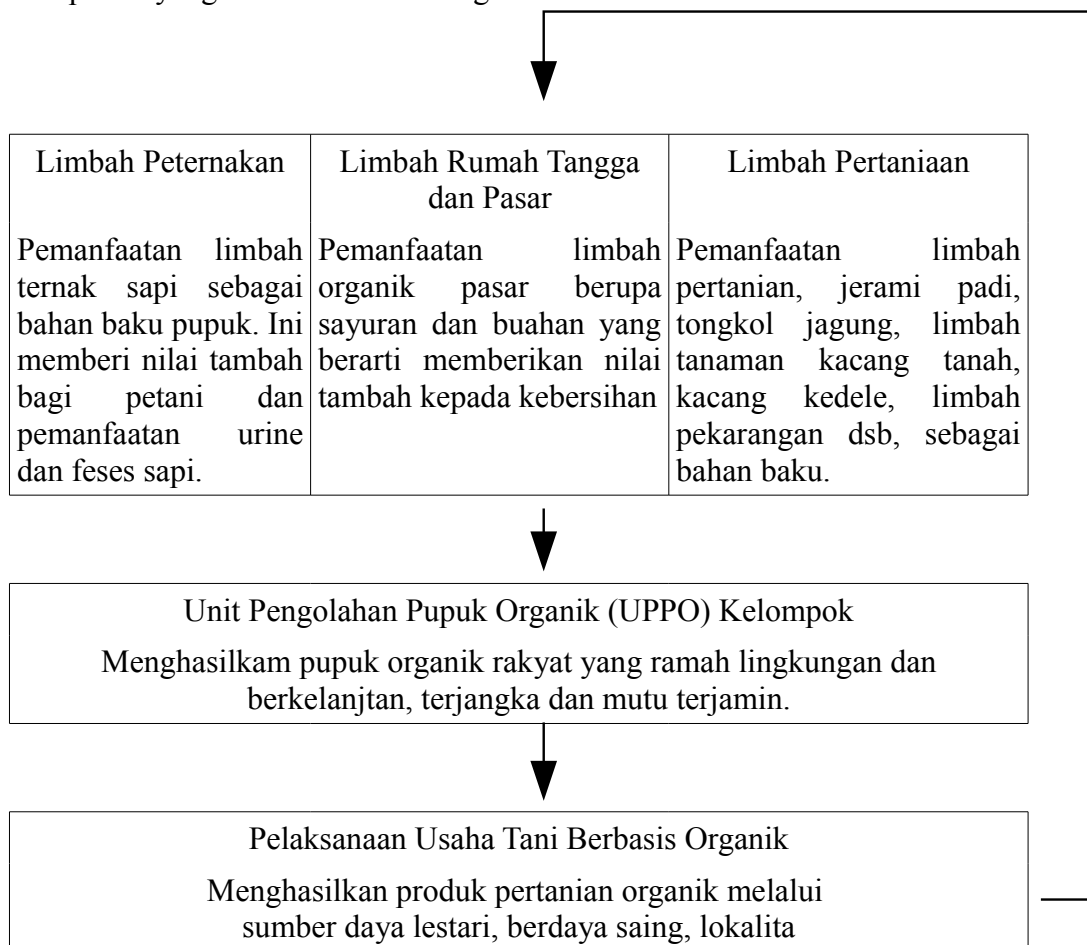 Limbah Peternakan
Pemanfaatan limbah
ternak sapi sebagai
bahan baku pupuk. Ini
memberi nilai tambah
bagi petani dan
pemanfaatan urine
dan feses sapi.
Limbah Rumah Tangga
dan Pasar
Pemanfaatan limbah
organik pasar berupa
sayuran dan buahan yang
berarti memberikan nilai
tambah kepada kebersihan
Limbah Pertaniaan
Pemanfaatan limbah
pertanian, jerami padi,
tongkol jagung, limbah
tanaman kacang tanah,
kacang kedele, limbah
pekarangan dsb, sebagai
bahan baku.
Unit Pengolahan Pupuk Organik (UPPO) Kelompok
Menghasilkam pupuk organik rakyat yang ramah lingkungan dan
berkelanjtan, terjangka dan mutu terjamin.
Pelaksanaan Usaha Tani Berbasis Organik
Menghasilkan produk pertanian organik melalui
sumber daya lestari, berdaya saing, lokalita